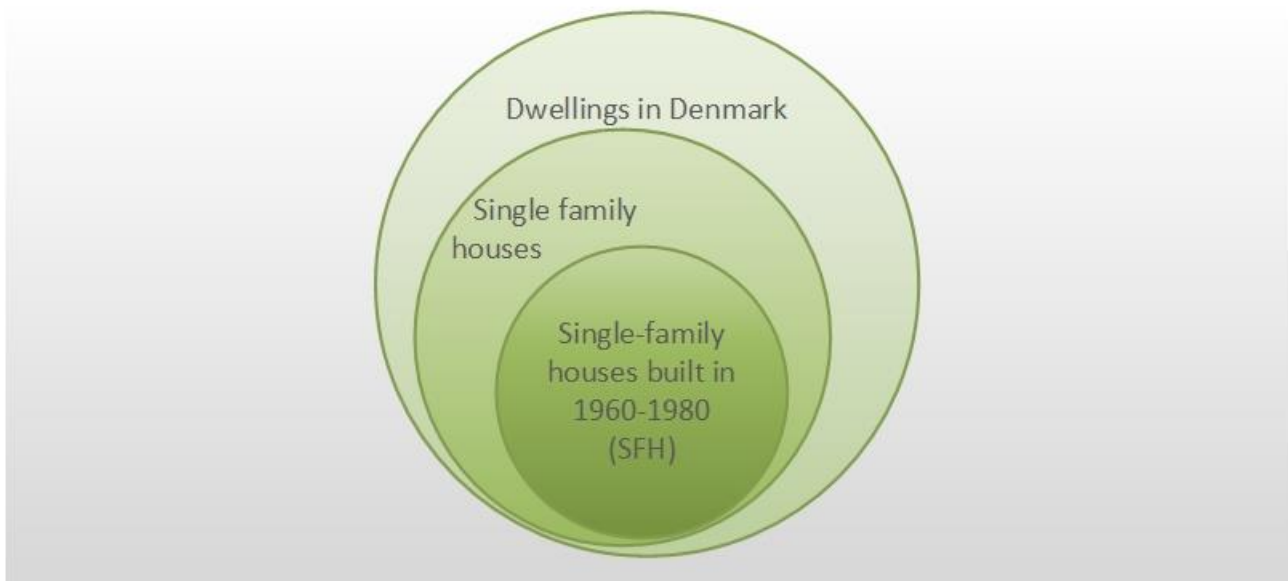 Dwellings in Denmark
Single family
houses
Single-family
houses built in
1960-1980
(SFH)